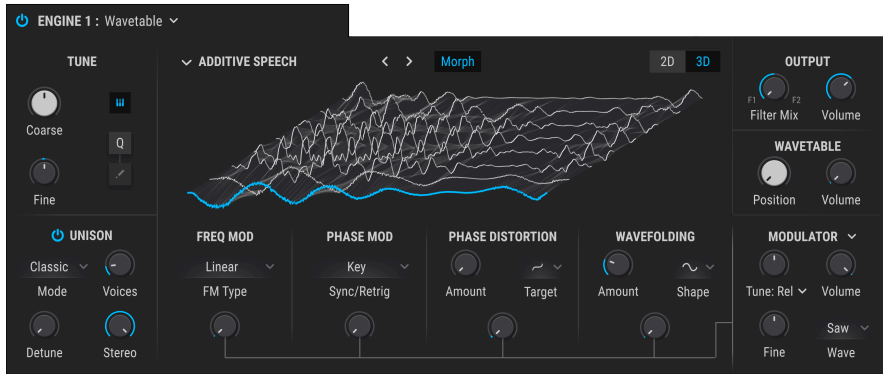 ENGINE 1 : Wavetable
TUNE
Coarse
Q
Fine
ADDITIVE SPEECH
Morph
2D 3D
OUTPUT
F1 F2
Filter Mix Volume
WAVETABLE
Position Volume
UNISON
Classic
Mode Voices
Detune Stereo
FREQ MOD
Linear
FM Type
PHASE MOD
Key
Sync/Retrig
PHASE DISTORTION
Amount Target
WAVEFOLDING
Amount Shape
MODULATOR
Tune: Rel Volume
Saw
Fine Wave